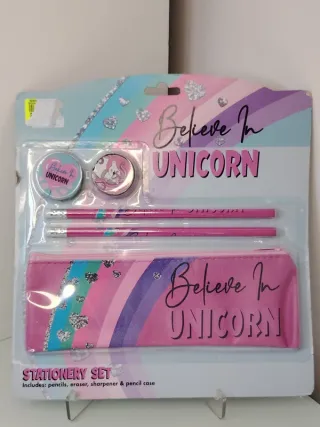 Believe In
UNICORN
Believe In
UNICORN
Believe In
UNICORN
STATIONERY SET
Includes: pencils, eraser, sharpener & pencil case